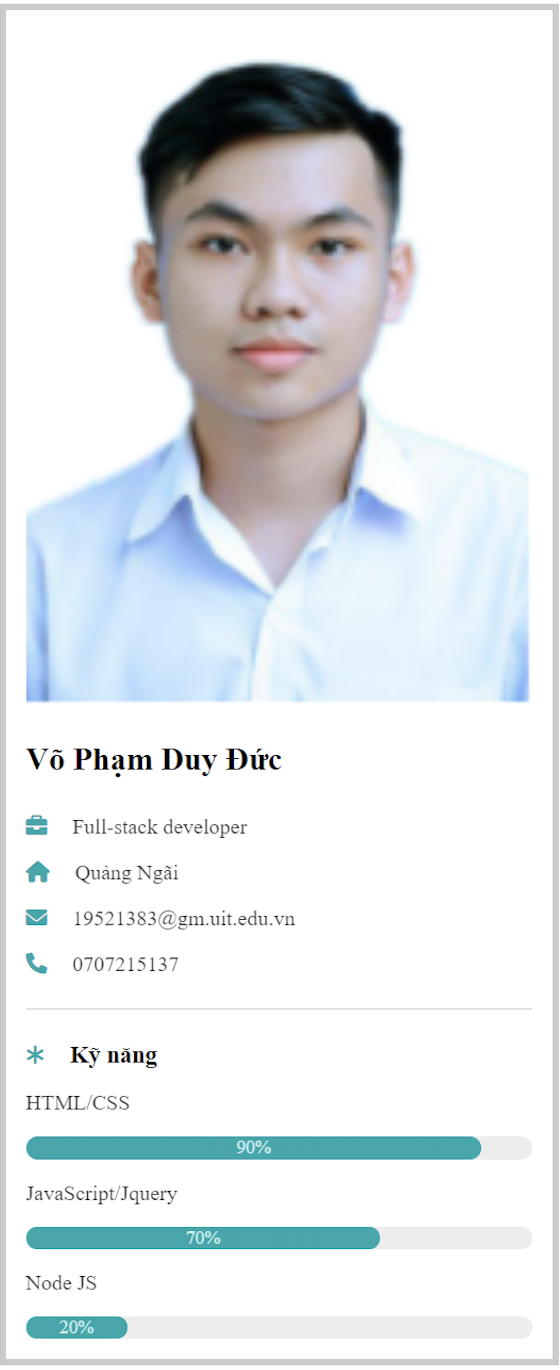 Võ Phạm Duy Đức
Full-stack developer
Quảng Ngãi
19521383@gm.uit.edu.vn
0707215137
Kỹ năng
HTML/CSS
90%
JavaScript/Jquery
70%
Node JS
20%